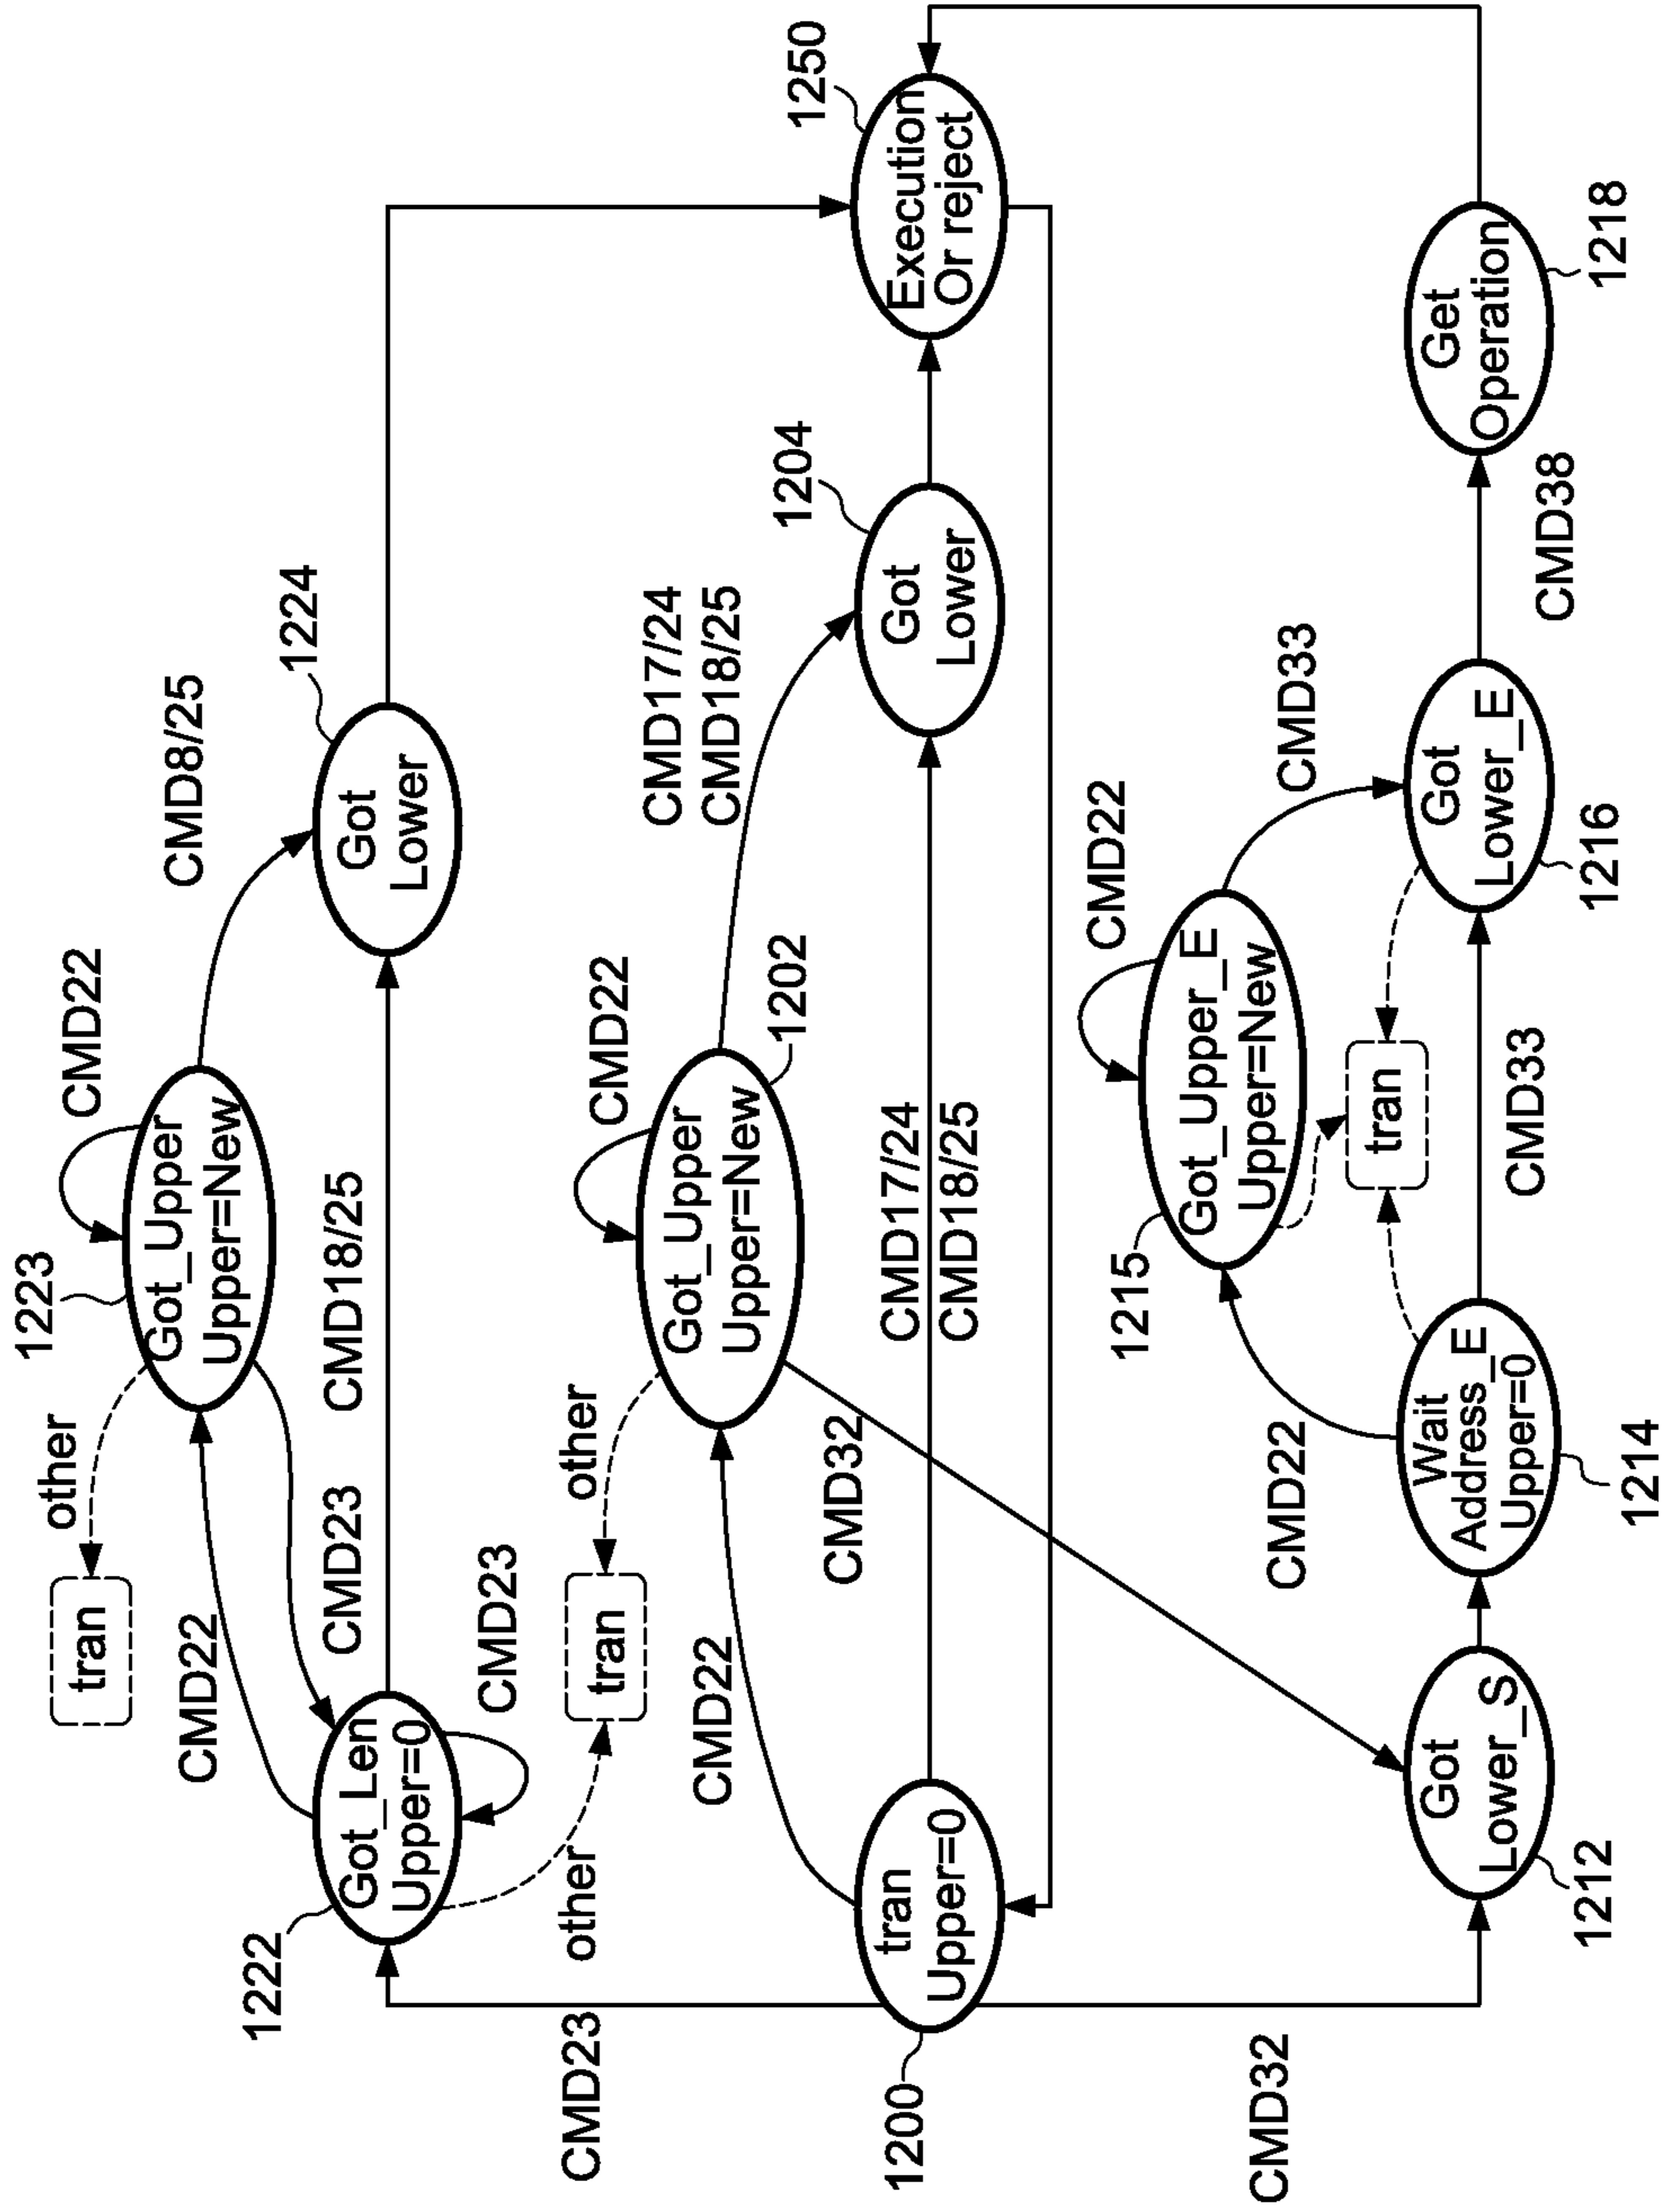 1223
other
tran
CMD22
Got_Upper
Upper=New
CMD22
CMD8/25
CMD23
CMD18/25
1224
Got
Lower
1222
Got_Len
Upper=0
CMD23
CMD23
other
tran
other
CMD22
Got_Upper
Upper=New
1202
CMD22
CMD17/24
CMD18/25
1204
Got
Lower
1250
Execution
Or reject
CMD32
CMD17/24
CMD18/25
1200
tran
Upper=0
CMD32
1215
Got_Upper_E
Upper=New
CMD22
CMD33
CMD22
tran
1212
Got
Lower_S
1214
Wait
Address_E
Upper=0
CMD33
1216
Got
Lower_E
CMD38
Get
Operation
1218